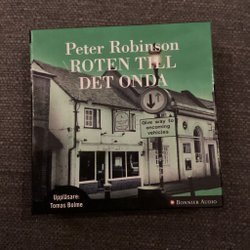 Peter Robinson
ROTEN TILL
DET ONDA
Give way to
oncoming
vehicles
Uppläsare:
Tomas Bolme
BONNIER AUDIO